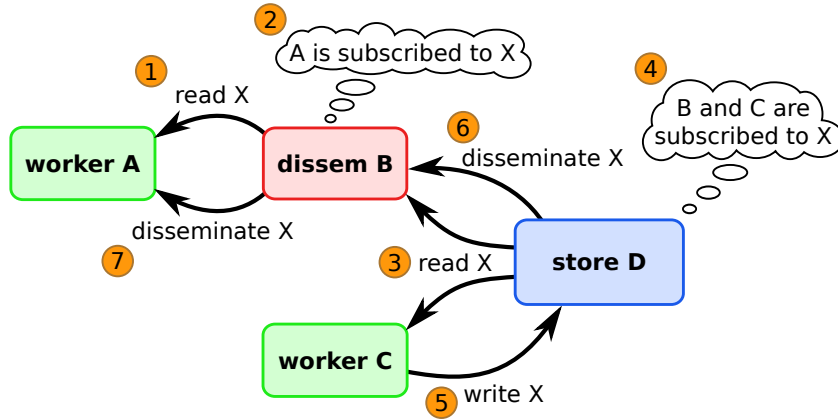 2
A is subscribed to X
1
read X
4
B and C are
subscribed to X
6
disseminate X
worker A
dissem B
disseminate X
7
3
read X
store D
worker C
5
write X